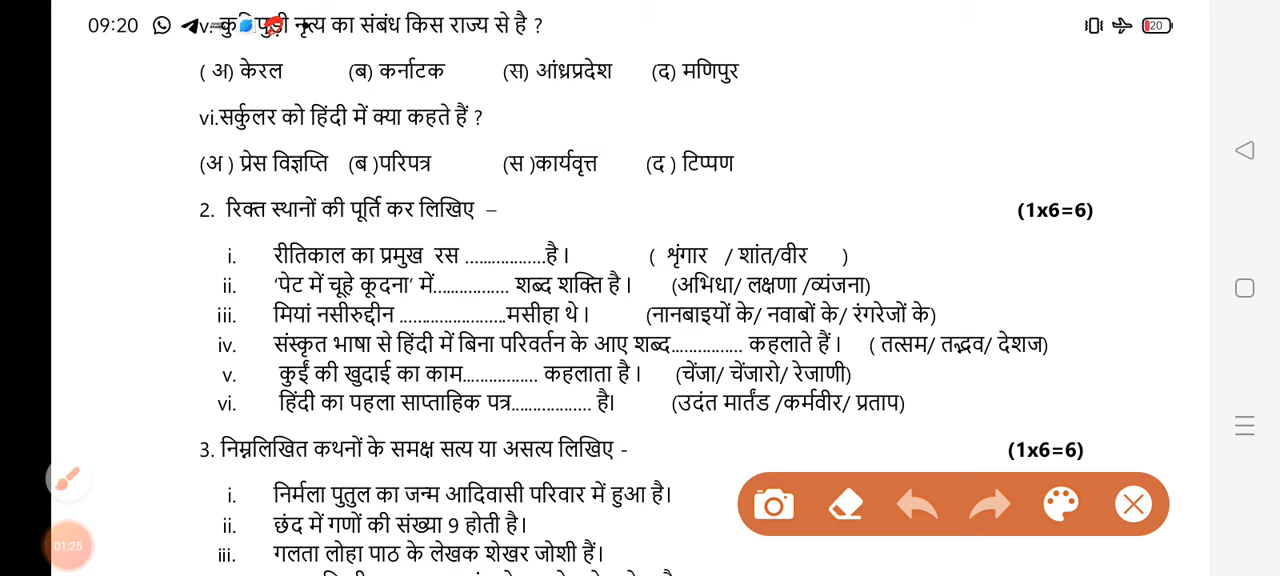 09:20
20
नृत्य का संबंध किस राज्य से है ?
( अ) केरल (ब) कर्नाटक (स) आंध्रप्रदेश (द) मणिपुर
vi.सर्कुलर को हिंदी में क्या कहते हैं ?
(अ ) प्रेस विज्ञप्ति (ब )परिपत्र (स )कार्यवृत्त (द ) टिप्पण
2. रिक्त स्थानों की पूर्ति कर लिखिए – (1x6=6)
i. रीतिकाल का प्रमुख रस .................है। ( श्रृंगार / शांत/वीर )
ii. ‘पेट में चूहे कूदना’ में................ शब्द शक्ति है। (अभिधा/ लक्षणा /व्यंजना)
iii. मियां नसीरुद्दीन .......................मसीहा थे। (नानबाइयों के/ नवाबों के/ रंगरेजों के)
iv. संस्कृत भाषा से हिंदी में बिना परिवर्तन के आए शब्द............... कहलाते हैं। ( तत्सम/ तद्भव/ देशज)
v. कुईं की खुदाई का काम................ कहलाता है। (चेंजा/ चेंजारो/ रेजाणी)
vi. हिंदी का पहला साप्ताहिक पत्र................. है। (उदंत मार्तंड /कर्मवीर/ प्रताप)
3. निम्नलिखित कथनों के समक्ष सत्य या असत्य लिखिए - (1x6=6)
i. निर्मला पुतुल का जन्म आदिवासी परिवार में हुआ है।
ii. छंद में गणों की संख्या 9 होती है।
iii. गलता लोहा पाठ के लेखक शेखर जोशी हैं।
01:25